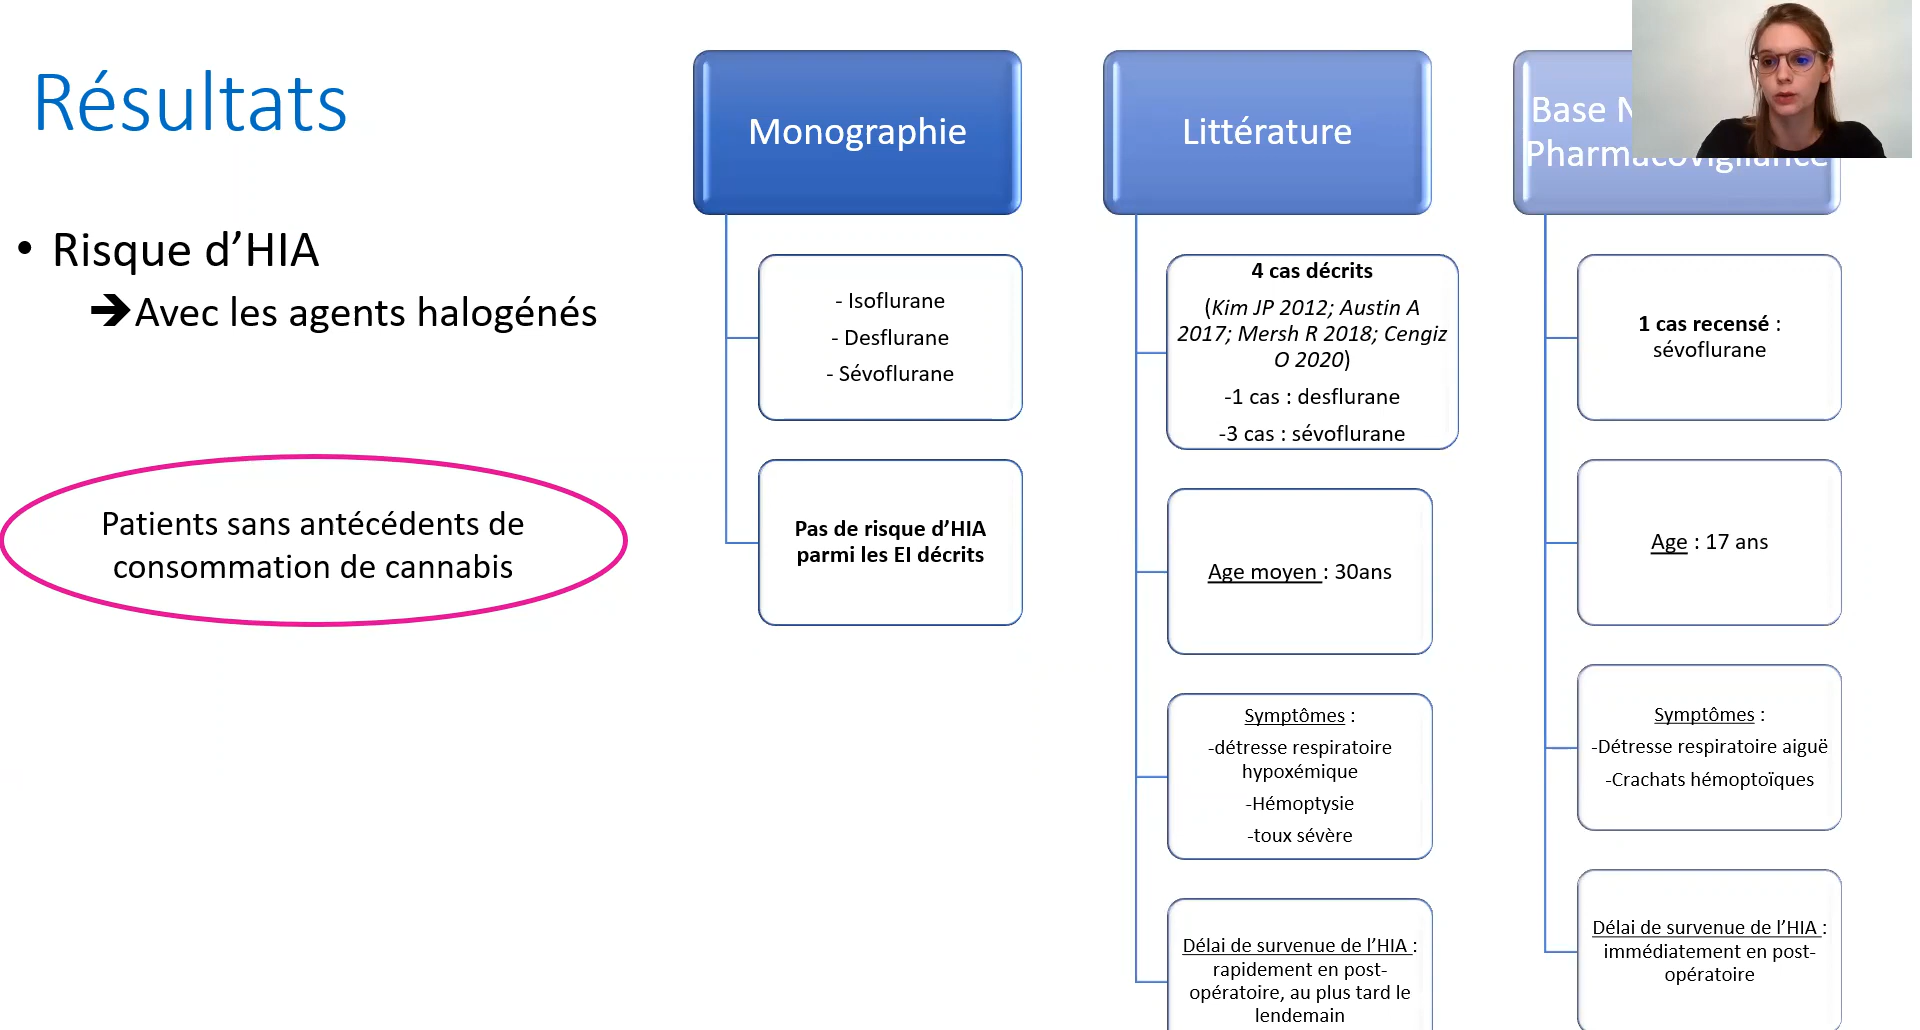 Résultats
• Risque d’HIA
➔Avec les agents halogénés
Patients sans antécédents de
consommation de cannabis
Monographie
- Isoflurane
- Desflurane
- Sévoflurane
Pas de risque d’HIA
parmi les EI décrits
Littérature
4 cas décrits
(Kim JP 2012; Austin A
2017; Mersh R 2018; Cengiz
O 2020)
-1 cas : desflurane
-3 cas : sévoflurane
Age moyen : 30ans
Symptômes :
-détresse respiratoire
hypoxémique
-Hémoptysie
-toux sévère
Délai de survenue de l’HIA :
rapidement en post-
opératoire, au plus tard le
lendemain
Base
Pharmacovigilance
1 cas recensé :
sévoflurane
Age : 17 ans
Symptômes :
-Détresse respiratoire aiguë
-Crachats hémoptoïques
Délai de survenue de l’HIA :
immédiatement en post-
opératoire